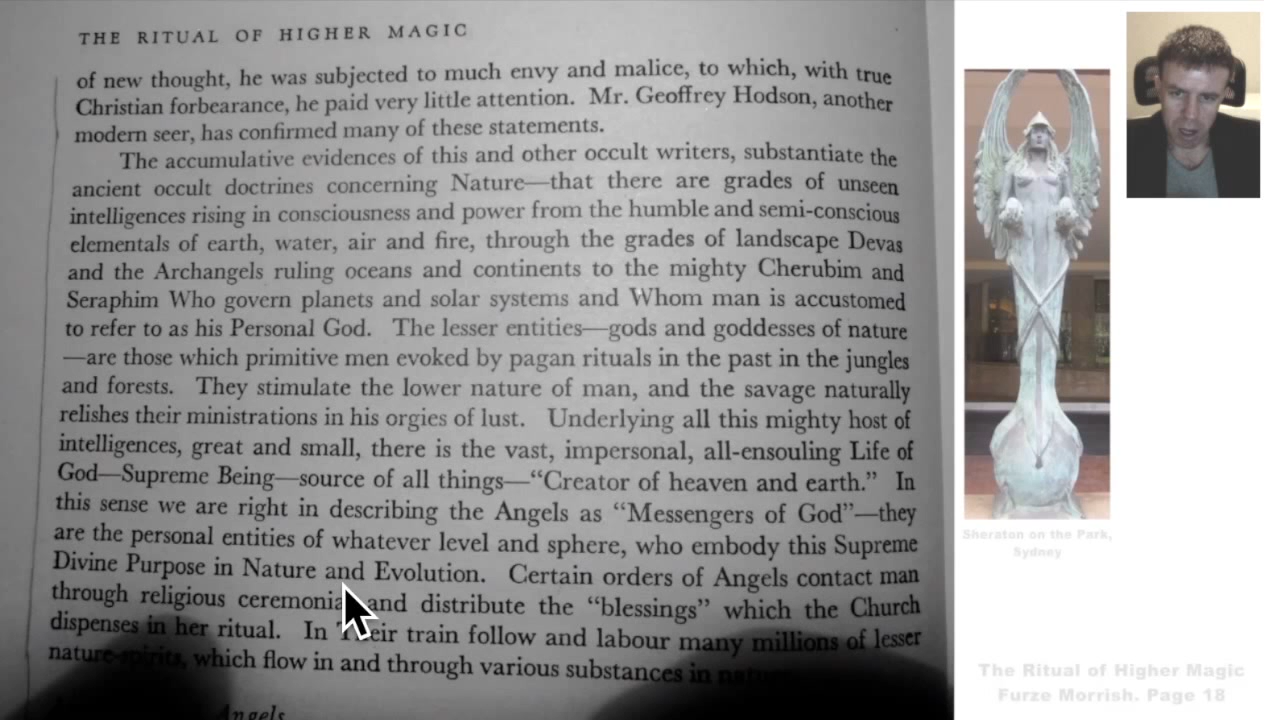 THE RITUAL OF HIGHER MAGIC
of new thought, he was subjected to much envy and malice, to which, with true
Christian forbearance, he paid very little attention. Mr. Geoffrey Hodson, another
modern seer, has confirmed many of these statements.
The accumulative evidences of this and other occult writers, substantiate the
ancient occult doctrines concerning Nature—that there are grades of unseen
intelligences rising in consciousness and power from the humble and semi-conscious
elementals of earth, water, air and fire, through the grades of landscape Devas
and the Archangels ruling oceans and continents to the mighty Cherubim and
Seraphim Who govern planets and solar systems and Whom man is accustomed
to refer to as his Personal God. The lesser entities—gods and goddesses of nature
—are those which primitive men evoked by pagan rituals in the past in the jungles
and forests. They stimulate the lower nature of man, and the savage naturally
relishes their ministrations in his orgies of lust. Underlying all this mighty host of
intelligences, great and small, there is the vast, impersonal, all-ensouling Life of
God—Supreme Being—source of all things—“Creator of heaven and earth.” In
this sense we are right in describing the Angels as “Messengers of God”—they
are the personal entities of whatever level and sphere, who embody this Supreme
Divine Purpose in Nature and Evolution. Certain orders of Angels contact man
through religious ceremonial and distribute the “blessings” which the Church
dispenses in her ritual. In Their train follow and labour many millions of lesser
nature-spirits, which flow in and through various substances in
Angels
Sheraton on the Park,
Sydney
The Ritual of Higher Magic
Furze Morrish. Page 18